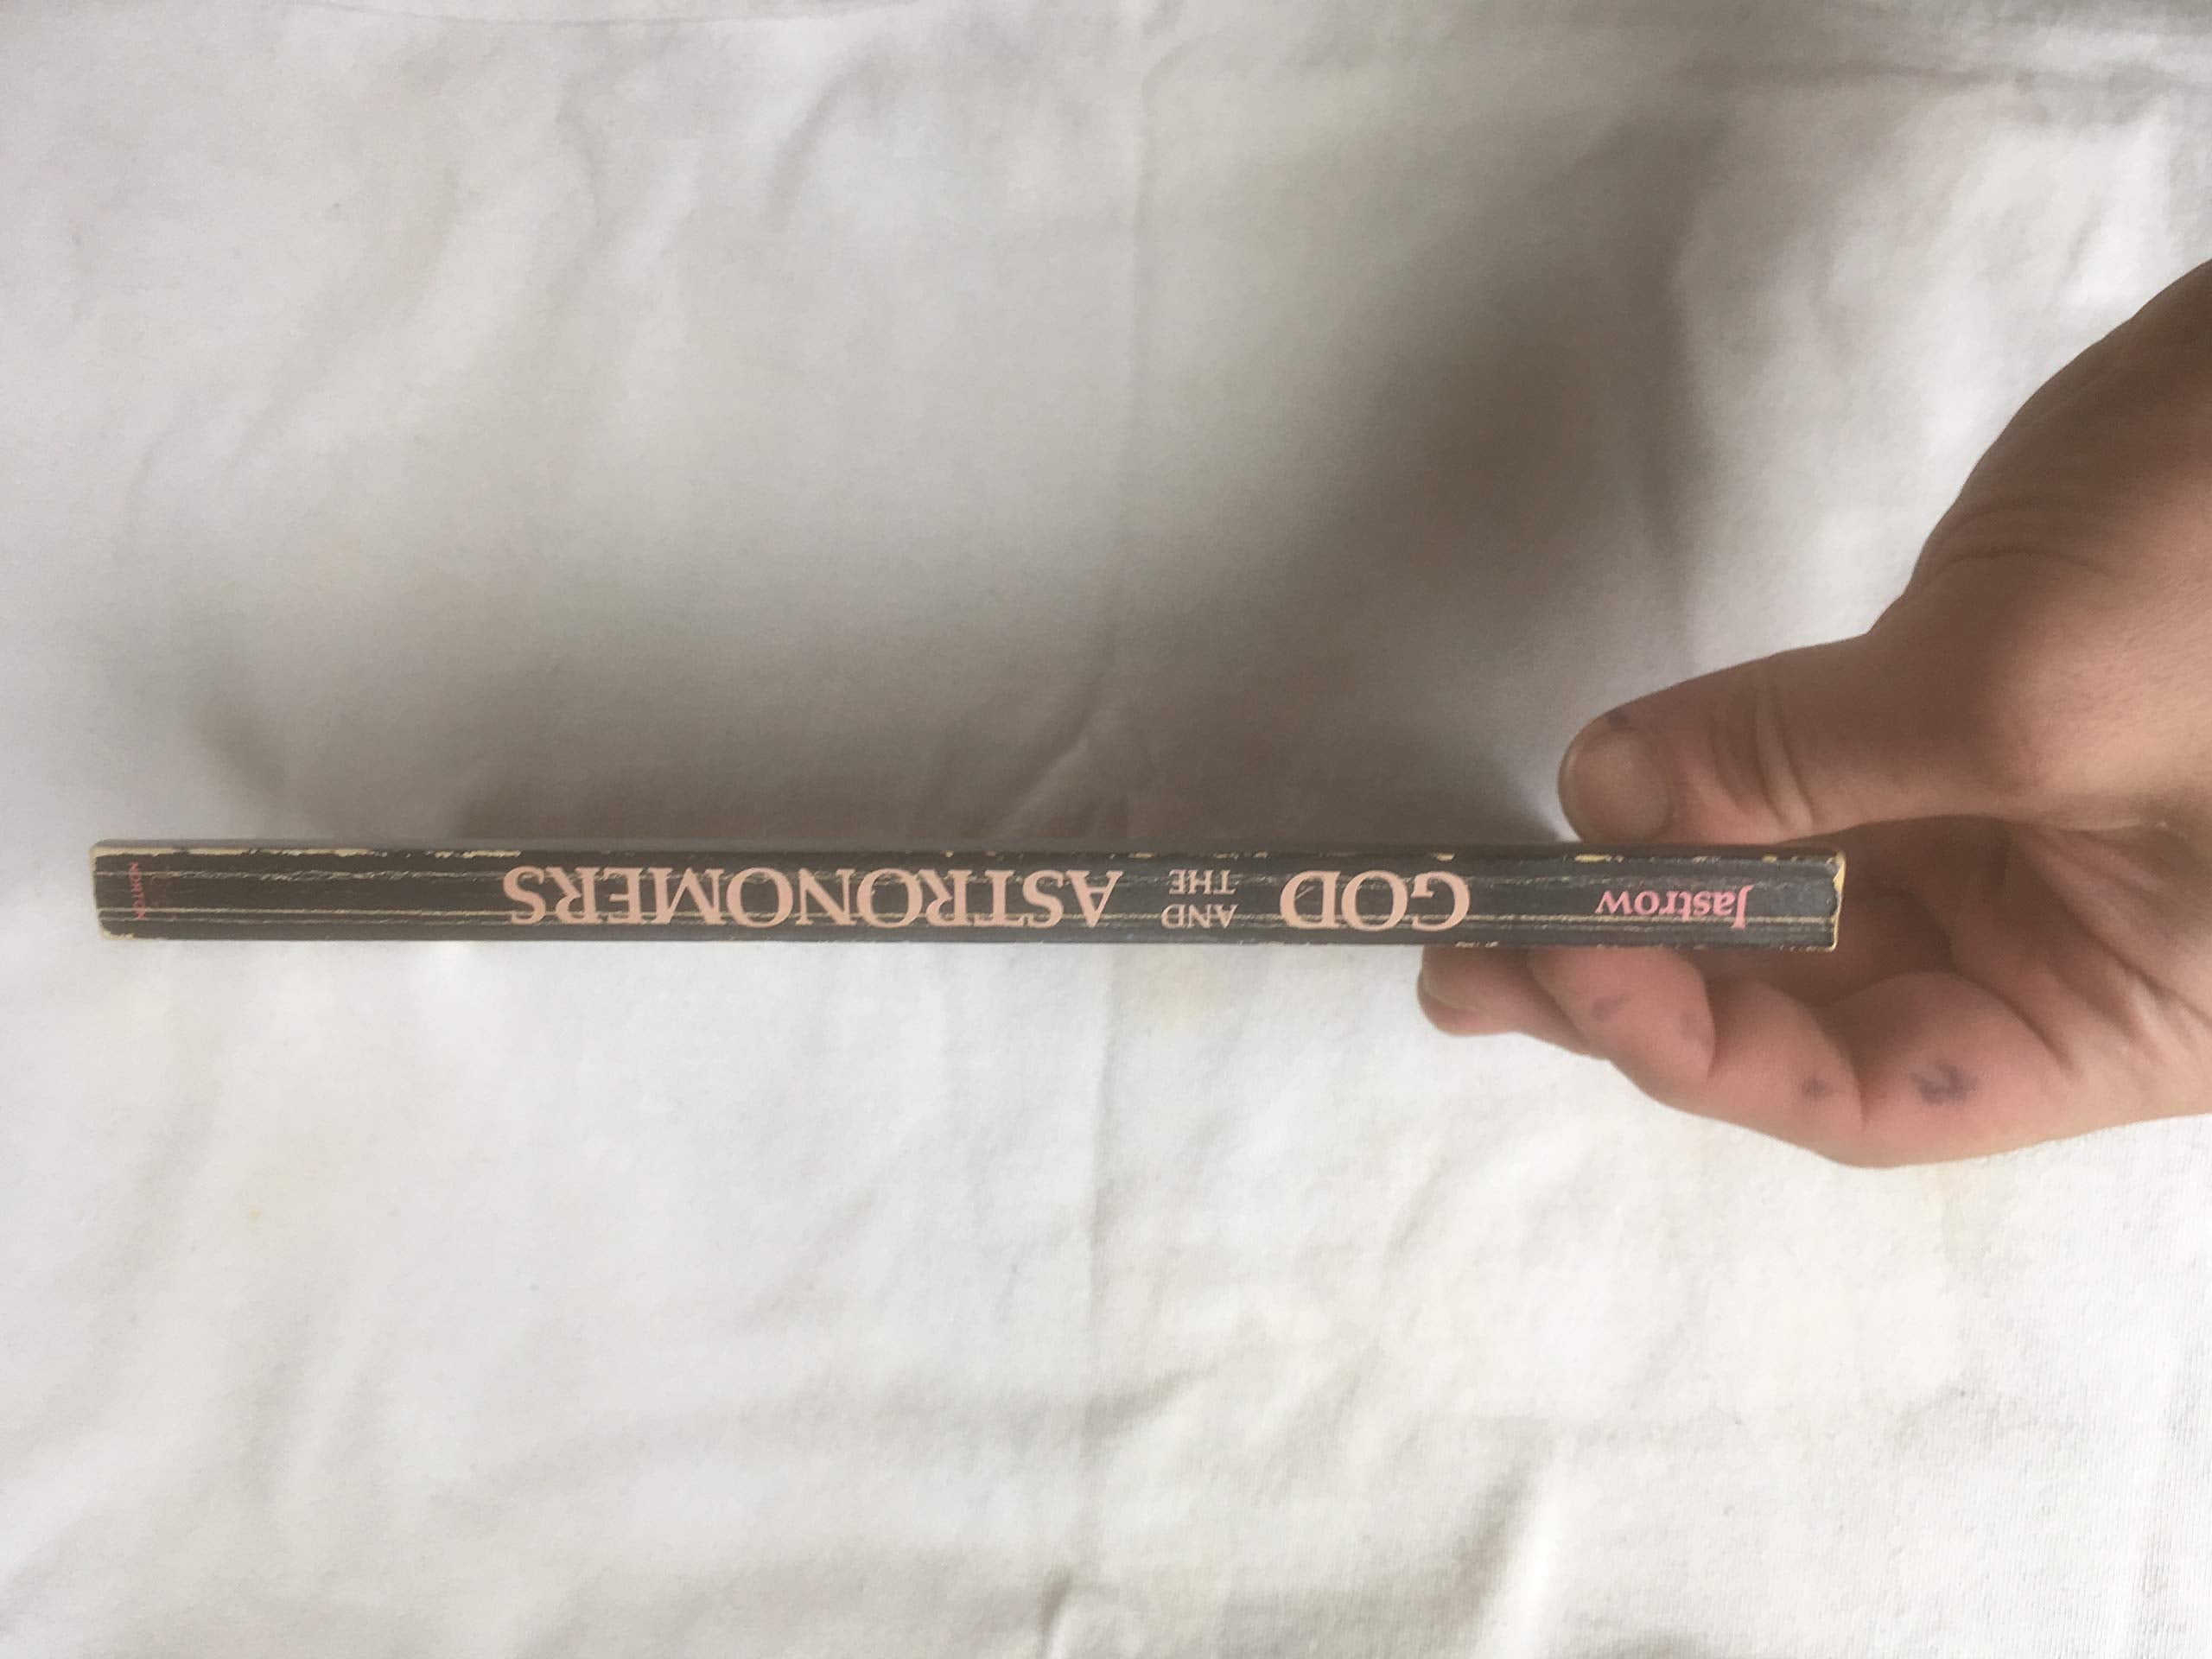 Jastrow
GOD
AND
THE
ASTRONOMERS
NORTON